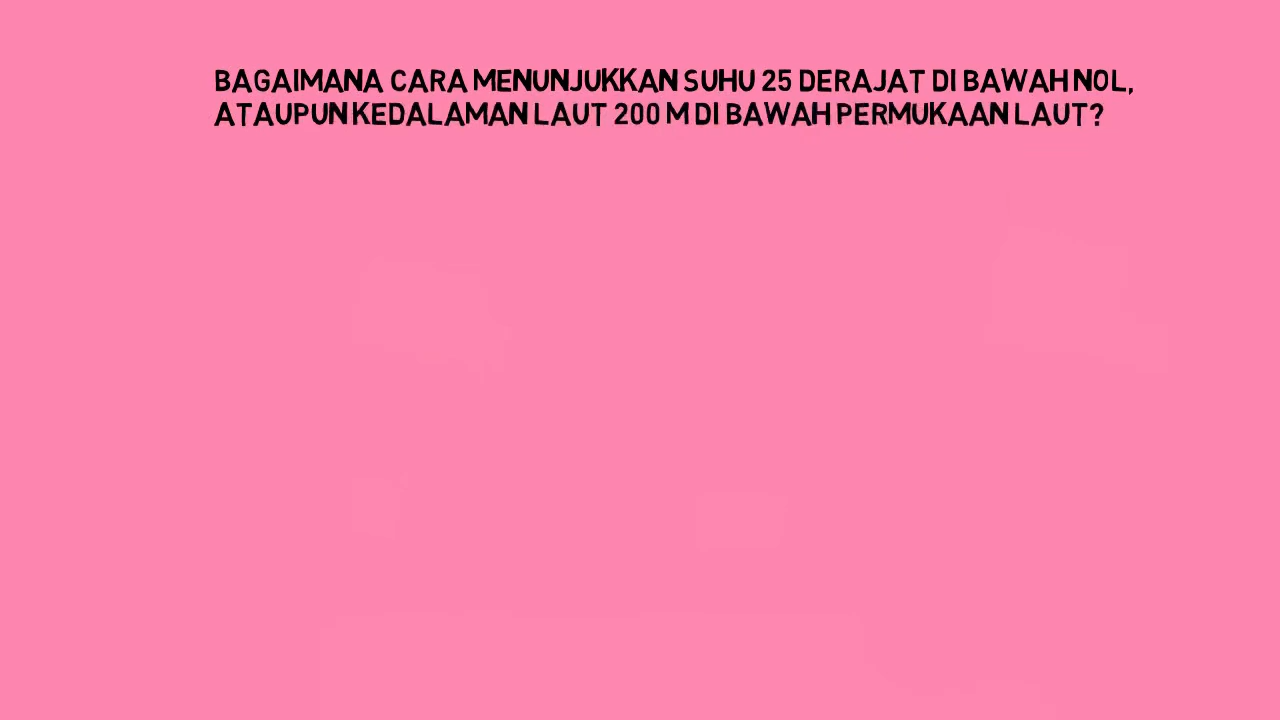 BAGAIMANA CARA MENUNJUKKAN SUHU 25 DERAJAT DI BAWAH NOL,
ATAUPUN KEDALAMAN LAUT 200 M DI BAWAH PERMUKAAN LAUT?